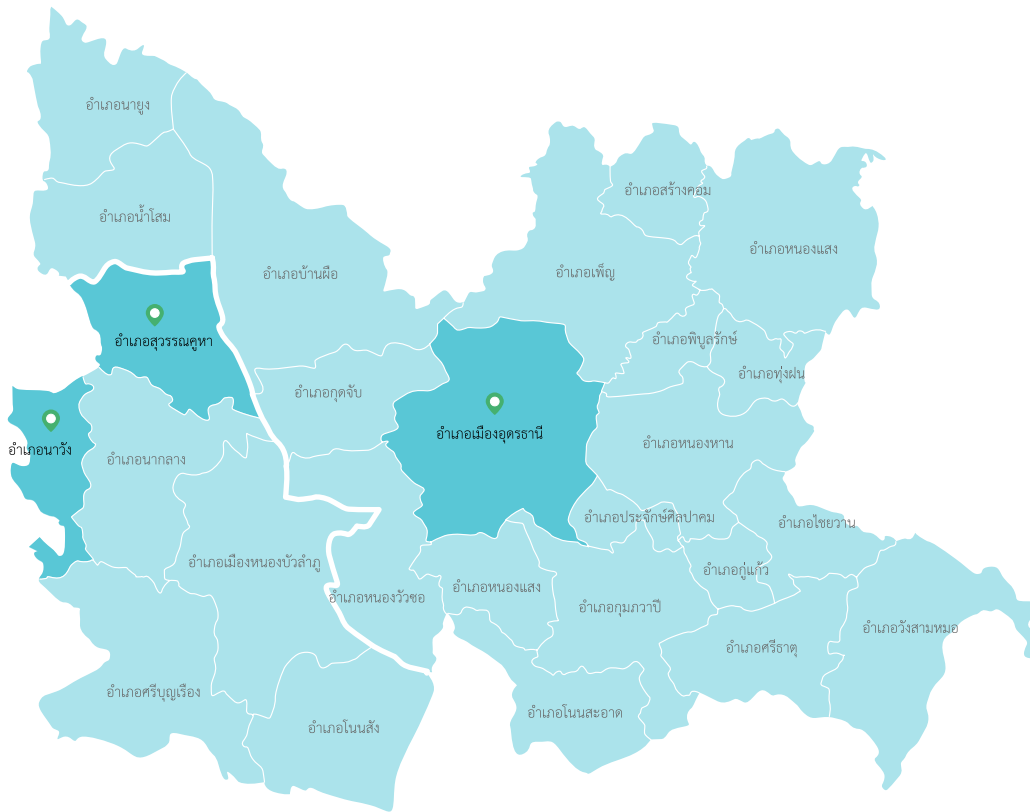 อำเภอนายูง
อำเภอสร้างคอม
อำเภอน้ำโสม
อำเภอหนองแสง
อำเภอบ้านผือ
อำเภอเพ็ญ
อำเภอสุวรรณคูหา
อำเภอพิบูลรักษ์
อำเภอทุ่งฝน
อำเภอกุดจับ
อำเภอเมืองอุดรธานี
อำเภอหนองหาน
อำเภอนาวัง
อำเภอนากลาง
อำเภอประจักษ์ศิลปาคม
อำเภอไชยวาน
อำเภอเมืองหนองบัวลำภู
อำเภอกู่แก้ว
อำเภอหนองแสง
อำเภอหนองวัวซอ
อำเภอกุมภวาปี
อำเภอวังสามหมอ
อำเภอศรีธาตุ
อำเภอศรีบุญเรือง
อำเภอโนนสะอาด
อำเภอโนนสัง